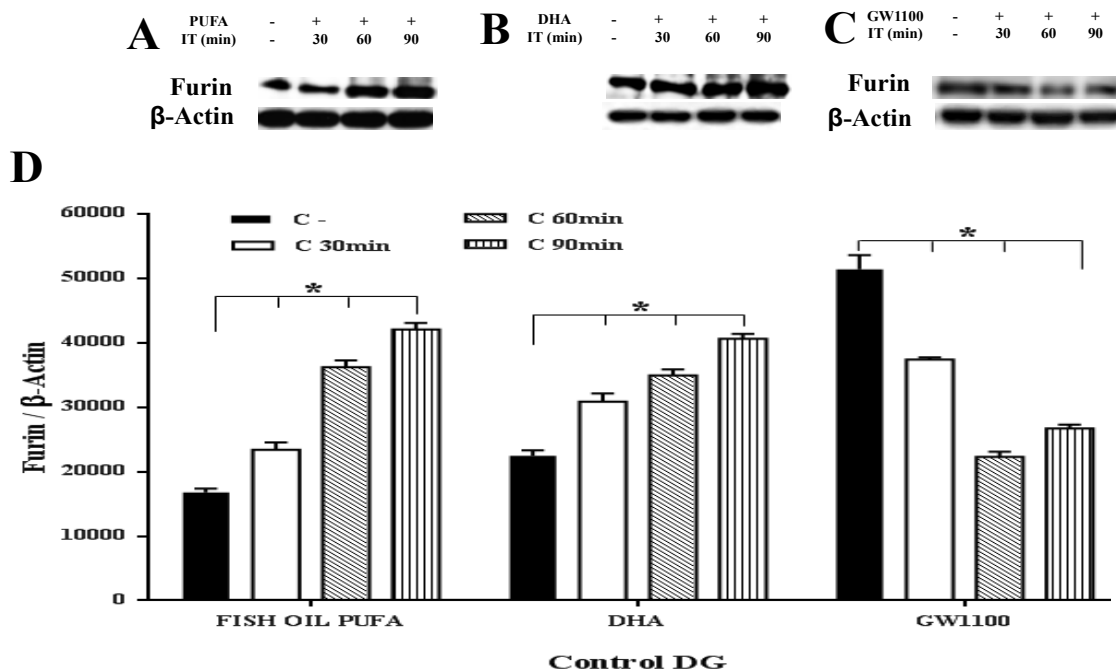 A PUFA - + + +
IT (min) - 30 60 90
Furin
β-Actin
B DHA - + + +
IT (min) - 30 60 90
C GW1100 - + + +
IT (min) - 30 60 90
Furin
β-Actin
D
60000
50000
40000
30000
20000
10000
0
Furin / β-Actin
C -
C 30min
C 60min
C 90min
*
*
*
FISH OIL PUFA
DHA
GW1100
Control DG